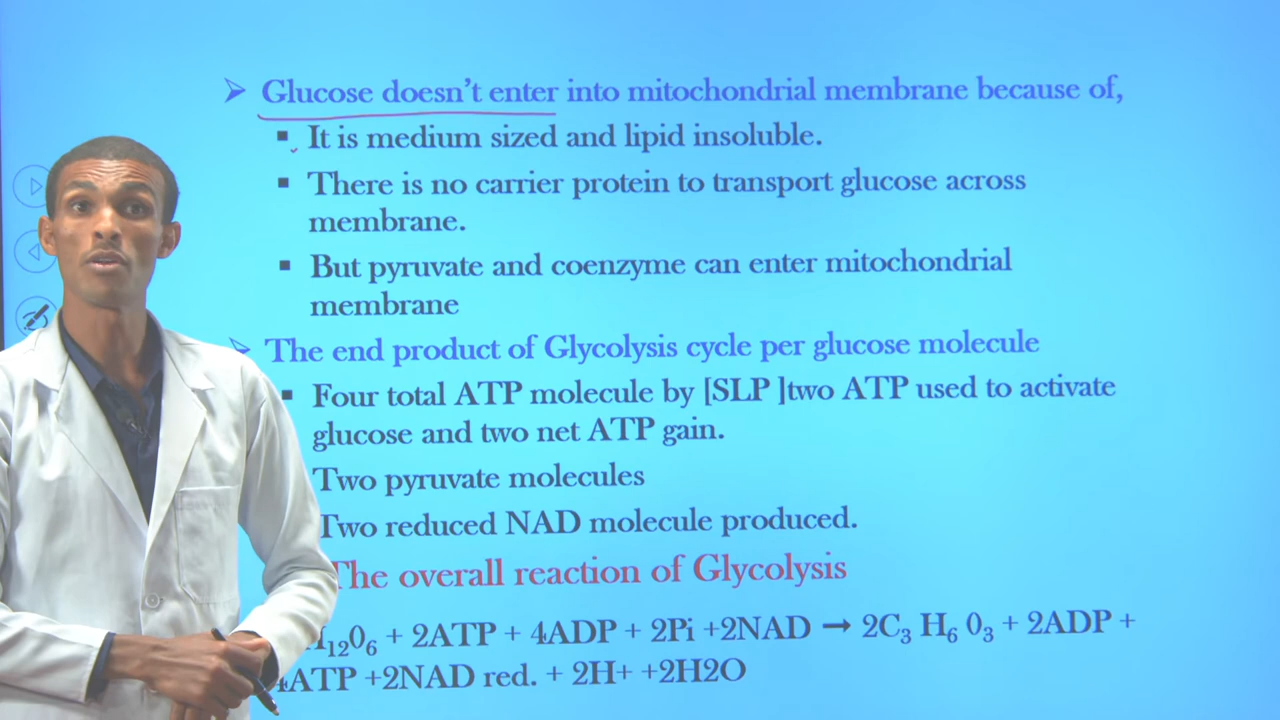 Glucose doesn't enter into mitochondrial membrane because of,
It is medium sized and lipid insoluble.
There is no carrier protein to transport glucose across
membrane.
But pyruvate and coenzyme can enter mitochondrial
membrane
The end product of Glycolysis cycle per glucose molecule
Four total ATP molecule by [SLP ]two ATP used to activate
glucose and two net ATP gain.
Two pyruvate molecules
Two reduced NAD molecule produced.
The overall reaction of Glycolysis
₁₂0₆ + 2ATP + 4ADP + 2Pi +2NAD → 2C₃ H₆ 0₃ + 2ADP +
4ATP +2NAD red. + 2H+ +2H2O